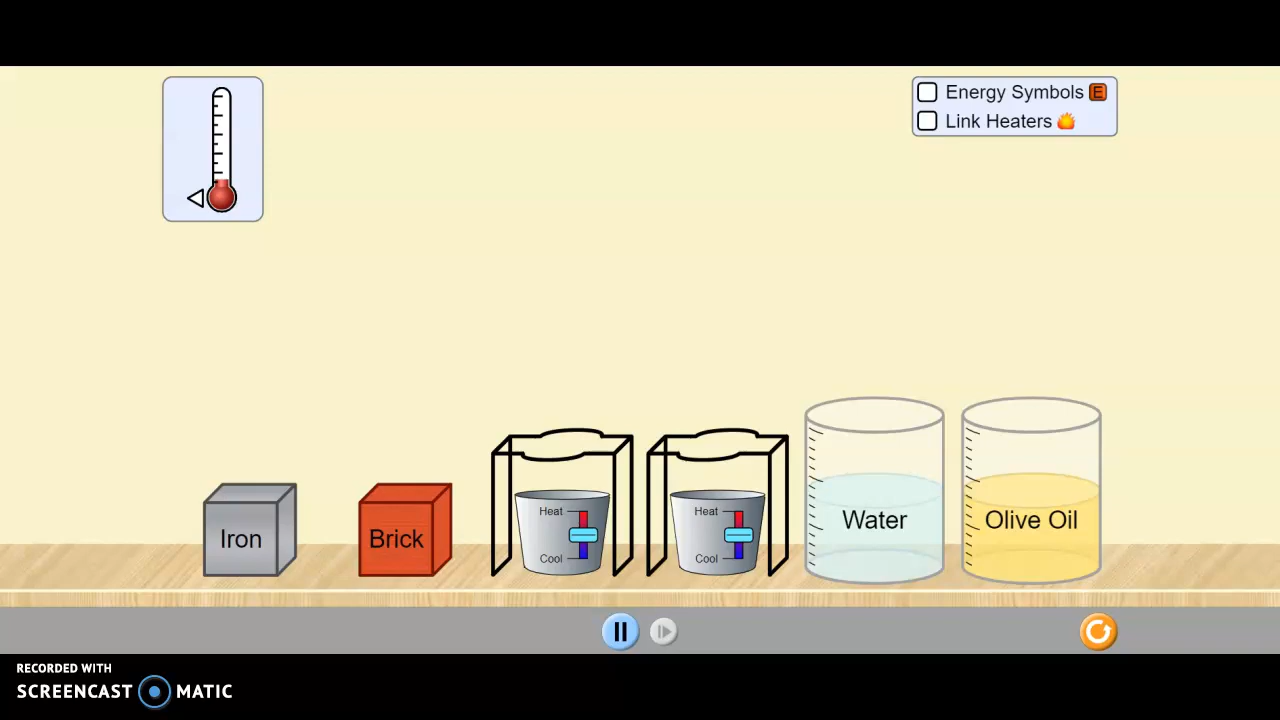 Energy Symbols E
Link Heaters
Iron
Brick
Heat
Cool
Heat
Cool
Water
Olive Oil
RECORDED WITH
SCREENCAST MATIC